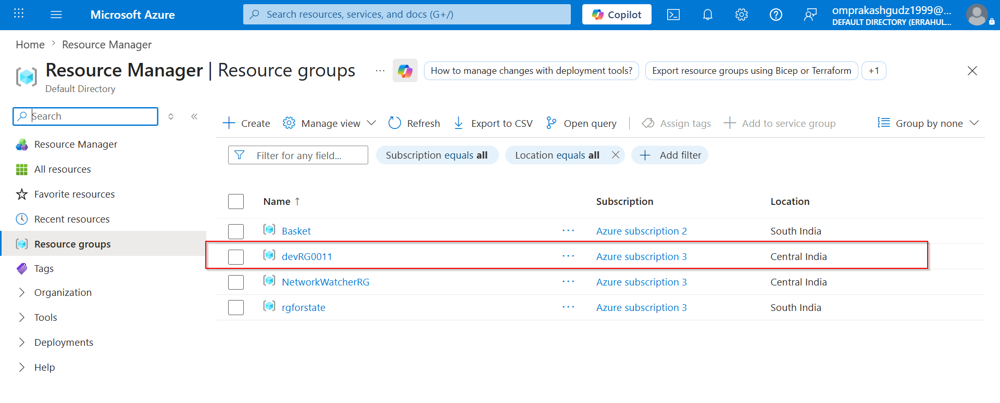 Microsoft Azure
Search resources, services, and docs (G+/)
Copilot
omprakashgudz1999@...
DEFAULT DIRECTORY (ERRAHUL...
Home > Resource Manager
Resource Manager | Resource groups
...
How to manage changes with deployment tools?
Export resource groups using Bicep or Terraform
+1
Default Directory
Search
Resource Manager
All resources
Favorite resources
Recent resources
Resource groups
Tags
Organization
Tools
Deployments
Help
Create
Manage view
Refresh
Export to CSV
Open query
Assign tags
Add to service group
Group by none
Filter for any field...
Subscription equals all
Location equals all
Add filter
Name ↑ Subscription Location
Basket ... Azure subscription 2 South India
devRG0011 ... Azure subscription 3 Central India
NetworkWatcherRG ... Azure subscription 3 Central India
rgforstate ... Azure subscription 3 South India